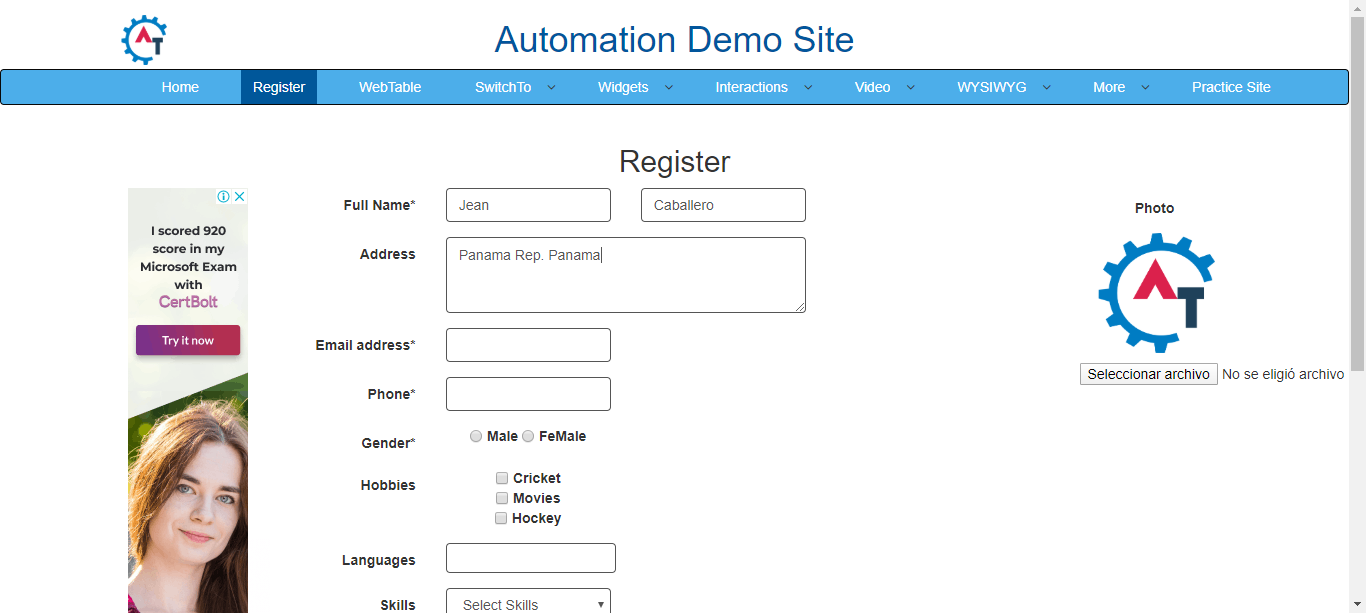 Automation Demo Site
Home Register WebTable SwitchTo Widgets Interactions Video WYSIWYG More Practice Site
Register
I scored 920
score in my
Microsoft Exam
with
CertBolt
Try it now
Full Name* Jean Caballero
Address Panama Rep. Panama
Email address*
Phone*
Gender* Male FeMale
Hobbies Cricket
Movies
Hockey
Languages
Skills Select Skills
Photo
AT
Seleccionar archivo No se eligió archivo